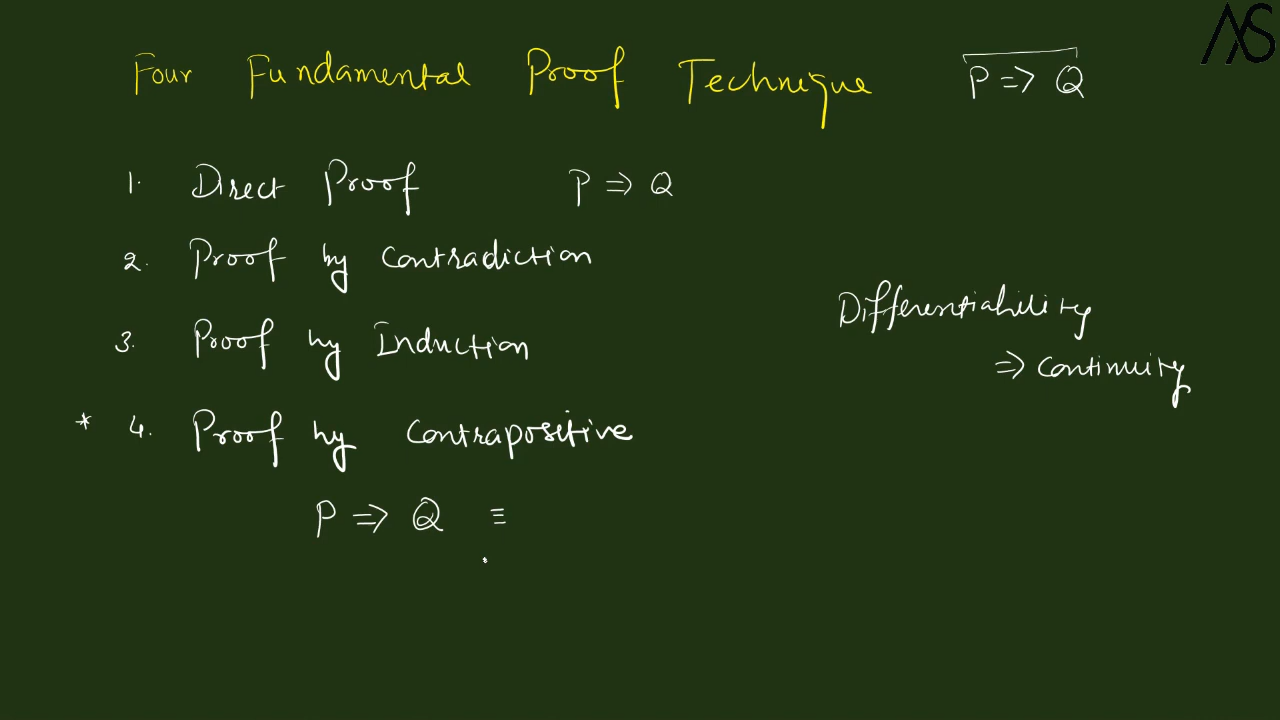 Four Fundamental Proof Technique P => Q
1. Direct Proof P => Q
2. Proof by Contradiction
3. Proof by Induction
Differentiability
=> Continuity
* 4. Proof by Contrapositive
P => Q ≡
AS